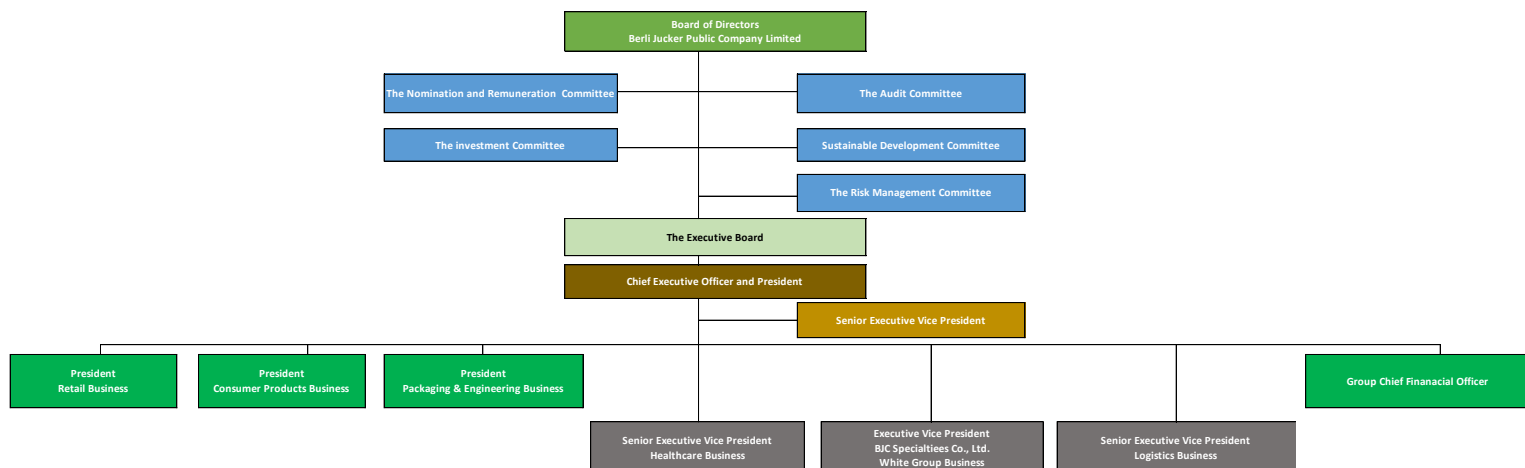 Board of Directors
Berli Jucker Public Company Limited
The Nomination and Remuneration Committee
The Audit Committee
The investment Committee
Sustainable Development Committee
The Risk Management Committee
The Executive Board
Chief Executive Officer and President
Senior Executive Vice President
President
Retail Business
President
Consumer Products Business
President
Packaging & Engineering Business
Group Chief Finanacial Officer
Senior Executive Vice President
Healthcare Business
Executive Vice President
BJC Specialtiees Co., Ltd.
White Group Business
Senior Executive Vice President
Logistics Business